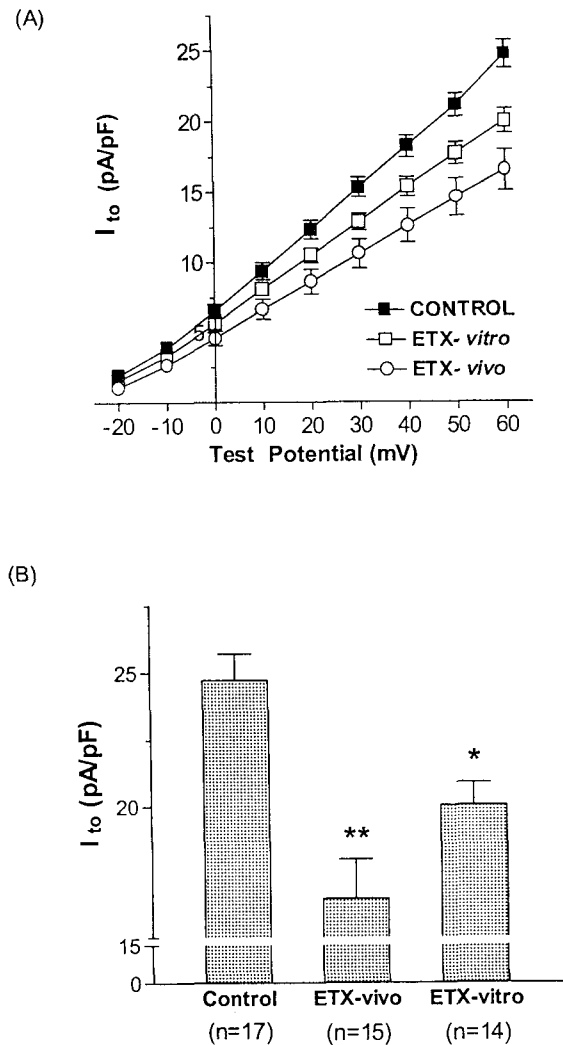 (A)
25
20
15
10
5
I to (pA/pF)
CONTROL
ETX- vitro
ETX- vivo
-20 -10 0 10 20 30 40 50 60
Test Potential (mV)
(B)
25
20
15
0
I to (pA/pF)
**
*
Control ETX-vivo ETX-vitro
(n=17) (n=15) (n=14)